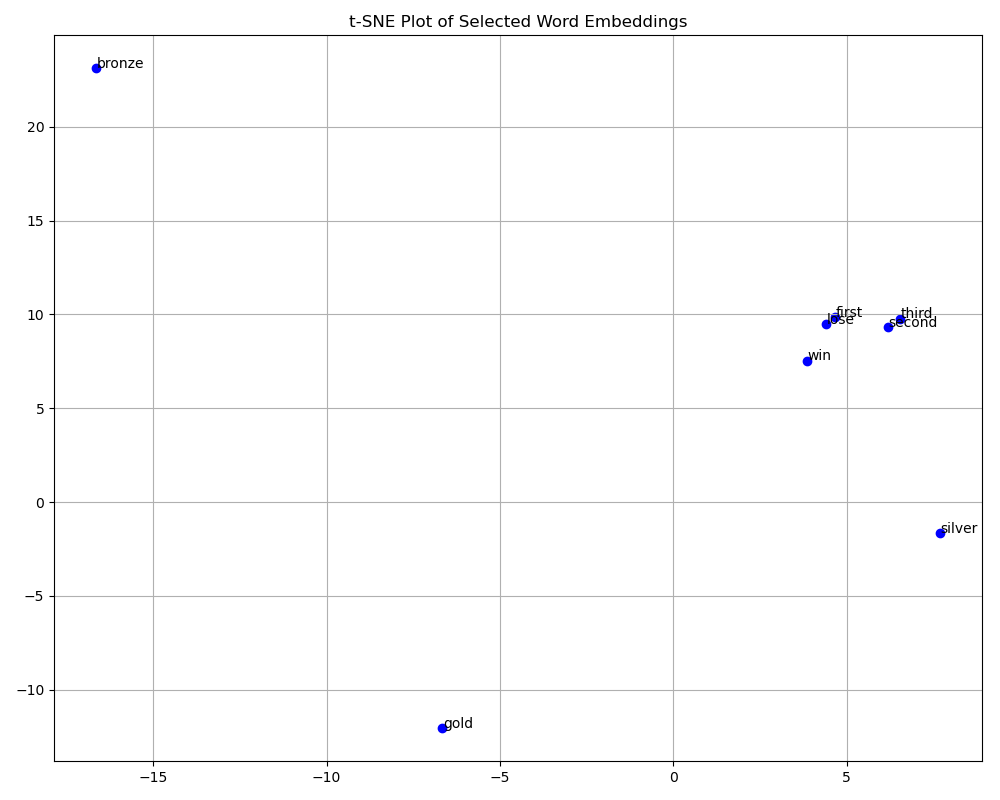 t-SNE Plot of Selected Word Embeddings
bronze
20
15
10
first
third
lose
second
win
5
0
silver
−5
−10
gold
−15
−10
−5
0
5